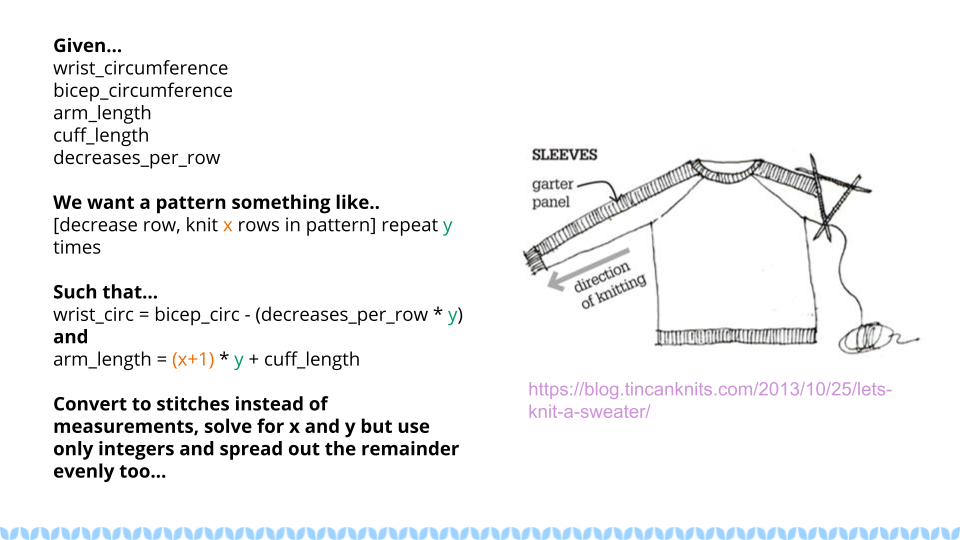 Given...
wrist_circumference
bicep_circumference
arm_length
cuff_length
decreases_per_row
We want a pattern something like..
[decrease row, knit x rows in pattern] repeat y
times
Such that...
wrist_circ = bicep_circ - (decreases_per_row * y)
and
arm_length = (x+1) * y + cuff_length
Convert to stitches instead of
measurements, solve for x and y but use
only integers and spread out the remainder
evenly too...
SLEEVES
garter
panel
direction
of knitting
https://blog.tincanknits.com/2013/10/25/lets-
knit-a-sweater/